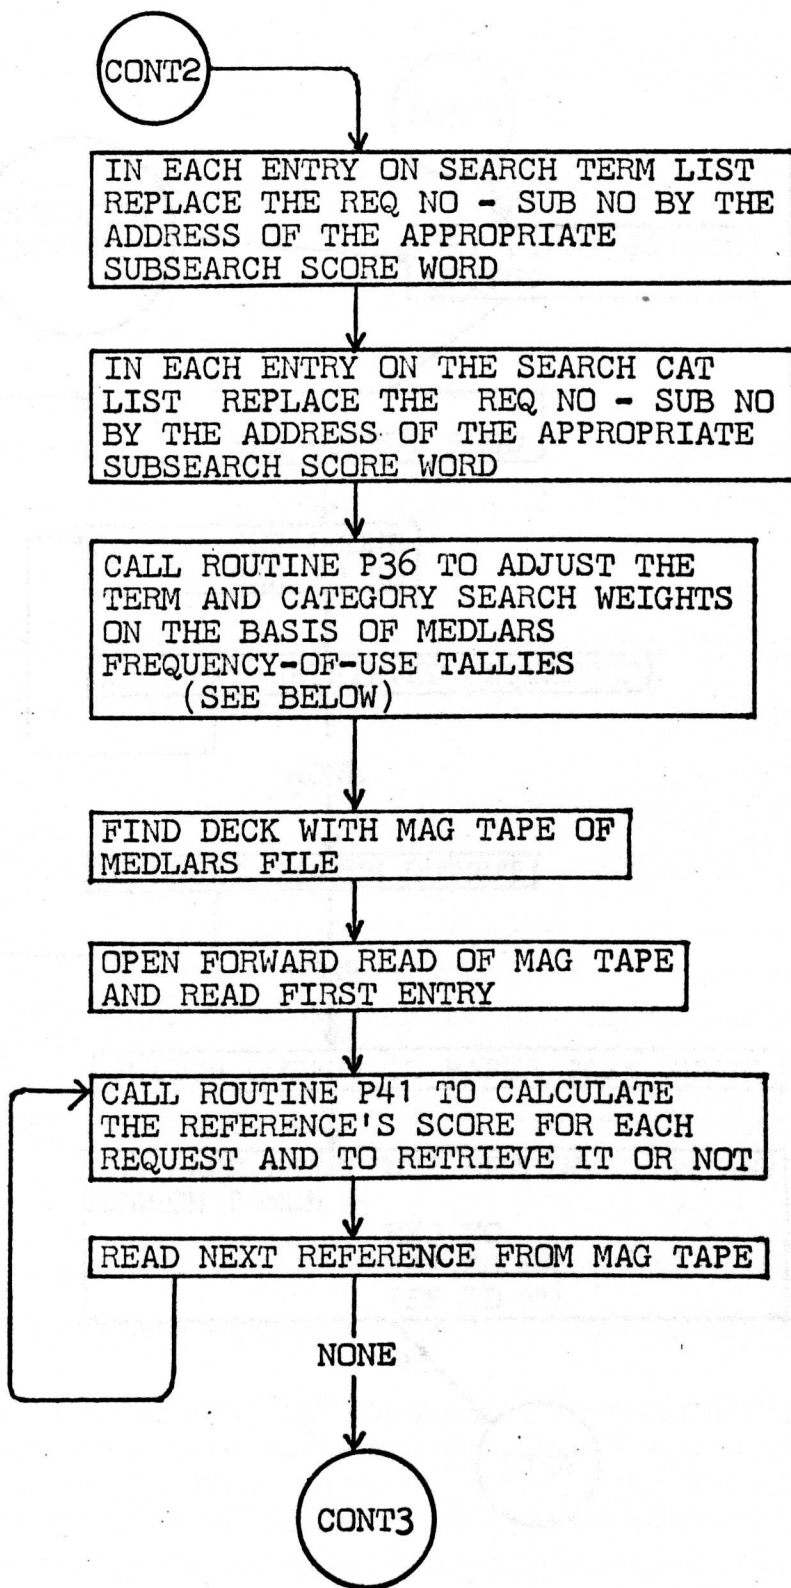 CONT2
IN EACH ENTRY ON SEARCH TERM LIST
REPLACE THE REQ NO - SUB NO BY THE
ADDRESS OF THE APPROPRIATE
SUBSEARCH SCORE WORD
IN EACH ENTRY ON THE SEARCH CAT
LIST REPLACE THE REQ NO - SUB NO
BY THE ADDRESS OF THE APPROPRIATE
SUBSEARCH SCORE WORD
CALL ROUTINE P36 TO ADJUST THE
TERM AND CATEGORY SEARCH WEIGHTS
ON THE BASIS OF MEDLARS
FREQUENCY-OF-USE TALLIES
(SEE BELOW)
FIND DECK WITH MAG TAPE OF
MEDLARS FILE
OPEN FORWARD READ OF MAG TAPE
AND READ FIRST ENTRY
CALL ROUTINE P41 TO CALCULATE
THE REFERENCE'S SCORE FOR EACH
REQUEST AND TO RETRIEVE IT OR NOT
READ NEXT REFERENCE FROM MAG TAPE
NONE
CONT3